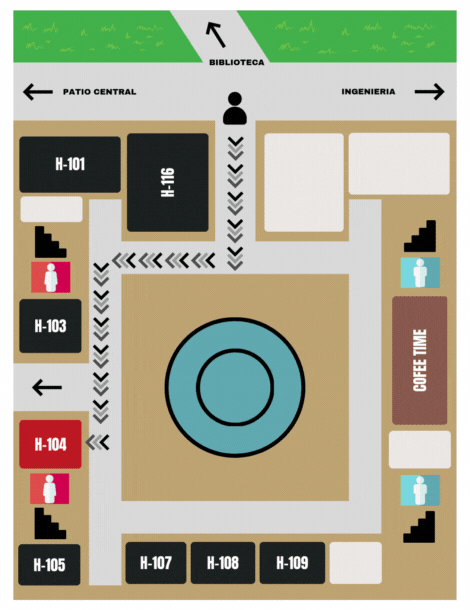 BIBLIOTECA
PATIO CENTRAL
INGENIERIA
H-101
H-116
H-103
COFEE TIME
H-104
H-105
H-107
H-108
H-109